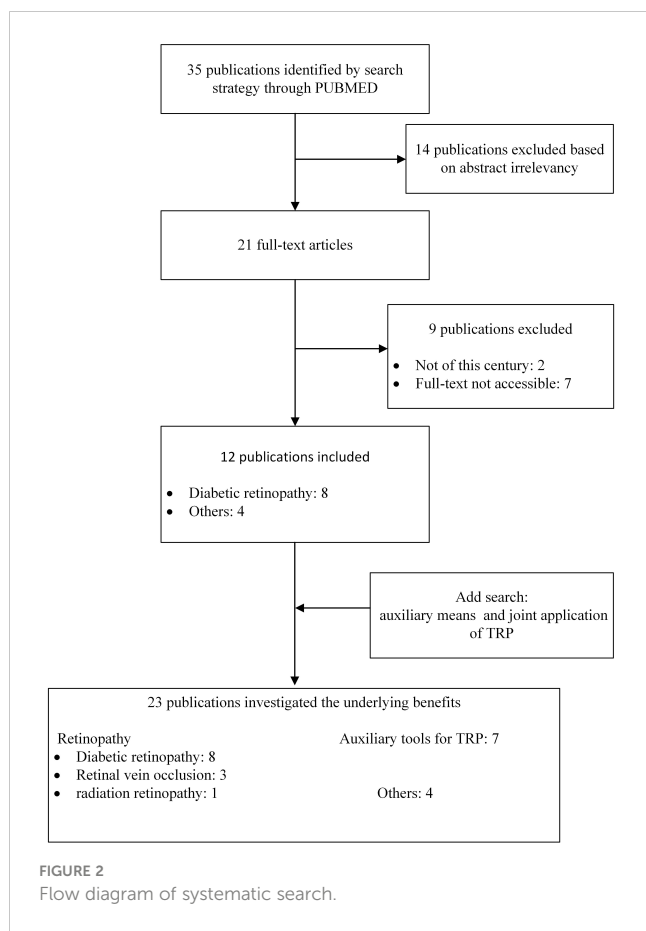 35 publications identified by search
strategy through PUBMED
14 publications excluded based
on abstract irrelevancy
21 full-text articles
9 publications excluded
• Not of this century: 2
• Full-text not accessible: 7
12 publications included
• Diabetic retinopathy: 8
• Others: 4
Add search:
auxiliary means and joint application
of TRP
23 publications investigated the underlying benefits
Retinopathy
• Diabetic retinopathy: 8
• Retinal vein occlusion: 3
• radiation retinopathy: 1
Auxiliary tools for TRP: 7
Others: 4
FIGURE 2
Flow diagram of systematic search.